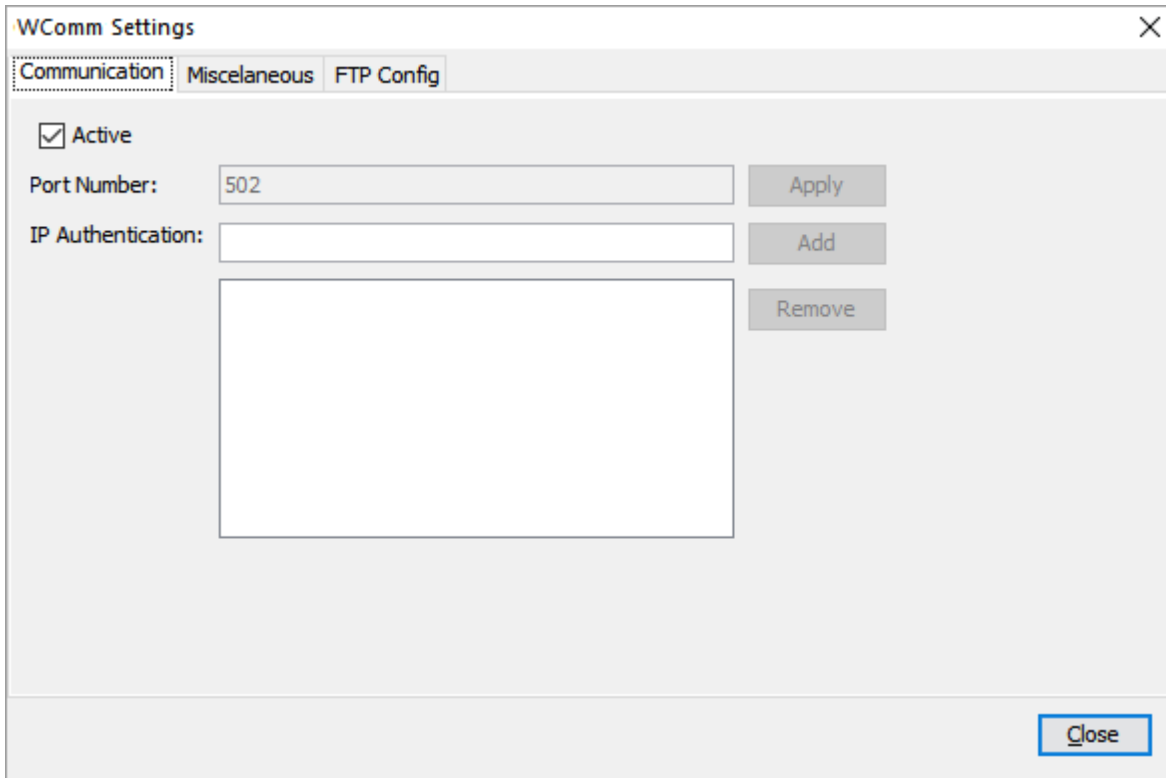 WComm Settings
Communication Miscelaneous FTP Config
Active
Port Number: 502 Apply
IP Authentication: Add
Remove
Close